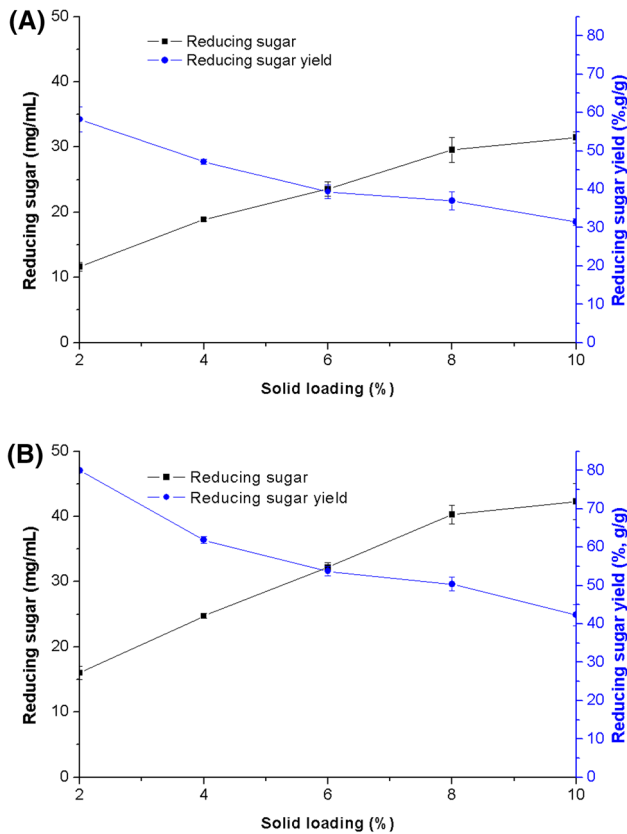 (A)
Reducing sugar
Reducing sugar yield
50
40
30
20
10
0
Reducing sugar (mg/mL)
80
70
60
50
40
30
20
10
0
Reducing sugar yield (%,g/g)
2 4 6 8 10
Solid loading (%)
(B)
Reducing sugar
Reducing sugar yield
50
40
30
20
10
0
Reducing sugar (mg/mL)
80
70
60
50
40
30
20
10
0
Reducing sugar yield (%, g/g)
2 4 6 8 10
Solid loading (%)